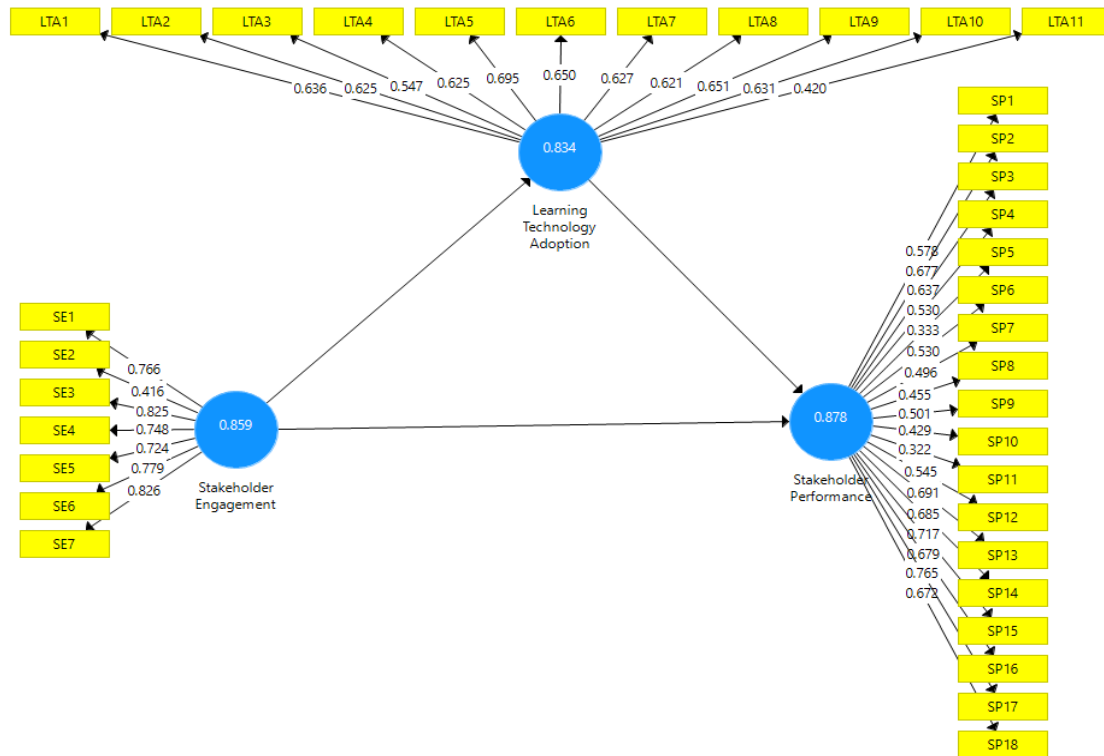 LTA1 LTA2 LTA3 LTA4 LTA5 LTA6 LTA7 LTA8 LTA9 LTA10 LTA11
0.636 0.625 0.547 0.625 0.695 0.650 0.627 0.621 0.651 0.631 0.420
0.834
Learning
Technology
Adoption
SE1
SE2
SE3
SE4
SE5
SE6
SE7
0.766
0.416
0.825
0.748
0.724
0.779
0.826
0.859
Stakeholder
Engagement
0.878
Stakeholder
Performance
0.578
0.677
0.637
0.530
0.333
0.530
0.496
0.455
0.501
0.429
0.322
0.545
0.691
0.685
0.717
0.679
0.765
0.672
SP1
SP2
SP3
SP4
SP5
SP6
SP7
SP8
SP9
SP10
SP11
SP12
SP13
SP14
SP15
SP16
SP17
SP18